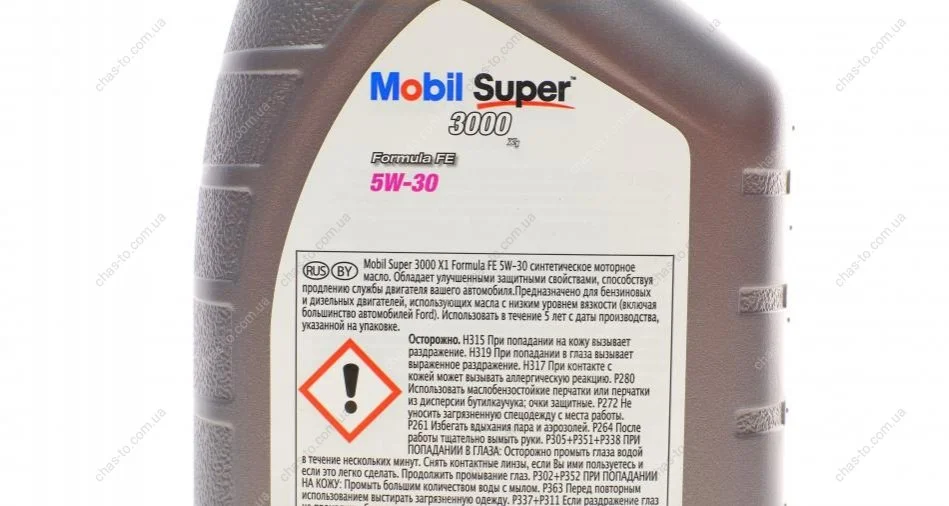 Mobil Super™
3000
X1
Formula FE
5W-30
RUS BY Mobil Super 3000 X1 Formula FE 5W-30 синтетическое моторное
масло. Обладает улучшенными защитными свойствами, способствуя
продлению службы двигателя вашего автомобиля.Предназначено для бензиновых
и дизельных двигателей, использующих масла с низким уровнем вязкости (включая
большинство автомобилей Ford). Использовать в течение 5 лет с даты производства,
указанной на упаковке.
Осторожно. H315 При попадании на кожу вызывает
раздражение. H319 При попадании в глаза вызывает
выраженное раздражение. H317 При контакте с
кожей может вызывать аллергическую реакцию. P280
Использовать маслобензостойкие перчатки или перчатки
из дисперсии бутилкаучука; очки защитные. P272 Не
уносить загрязненную спецодежду с места работы.
P261 Избегать вдыхания пара и аэрозолей. P264 После
работы тщательно вымыть руки. P305+P351+P338 ПРИ
ПОПАДАНИИ В ГЛАЗА: Осторожно промыть глаза водой
в течение нескольких минут. Снять контактные линзы, если Вы ими пользуетесь и
если это легко сделать. Продолжить промывание глаз. P302+P352 ПРИ ПОПАДАНИИ
НА КОЖУ: Промыть большим количеством воды с мылом. P363 Перед повторным
использованием выстирать загрязненную одежду. P337+P311 Если раздражение глаз
chas-to.com.ua